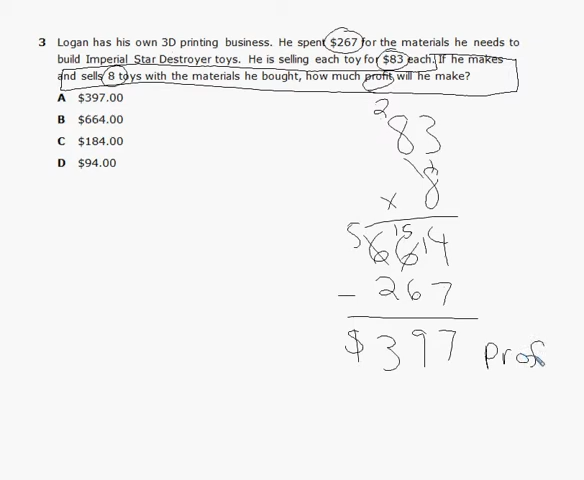 3 Logan has his own 3D printing business. He spent $267 for the materials he needs to
build Imperial Star Destroyer toys. He is selling each toy for $83 each. If he makes
and sells 8 toys with the materials he bought, how much profit will he make?
A $397.00
B $664.00
C $184.00
D $94.00
2
83
x 8
5 15 1
664
- 267
$397 prof